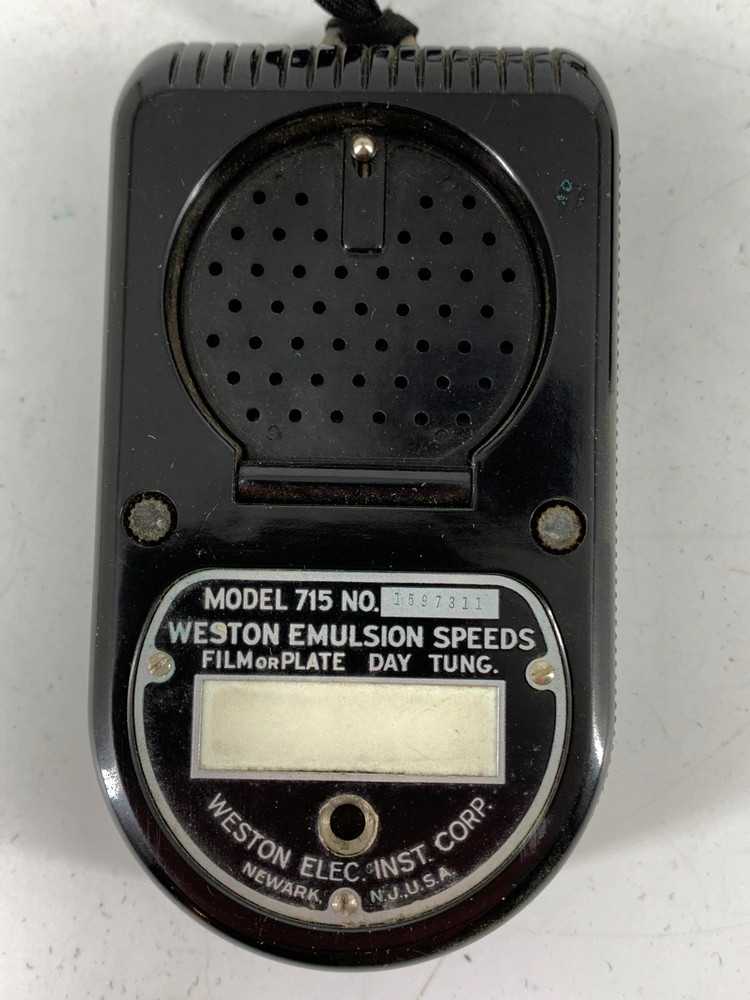 MODEL 715 NO. 1597311
WESTON EMULSION SPEEDS
FILM OR PLATE DAY TUNG.
WESTON ELEC. INST. CORP.
NEWARK, N.J., U.S.A.